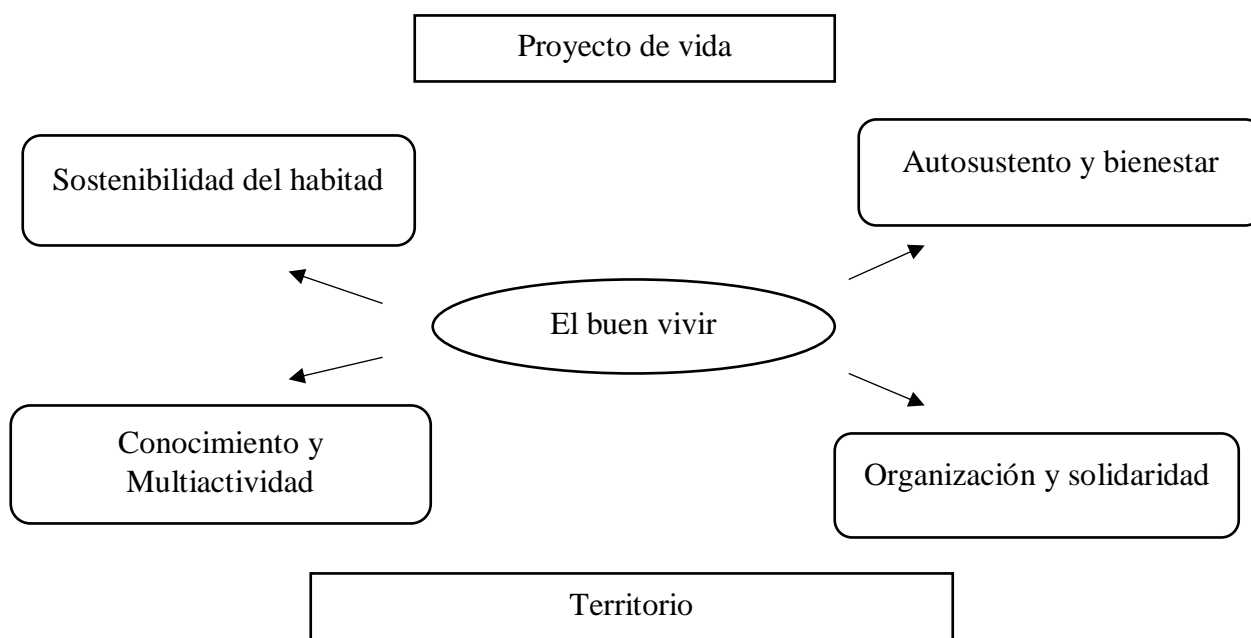 Proyecto de vida
Sostenibilidad del habitad
Autosustento y bienestar
El buen vivir
Conocimiento y
Multiactividad
Organización y solidaridad
Territorio